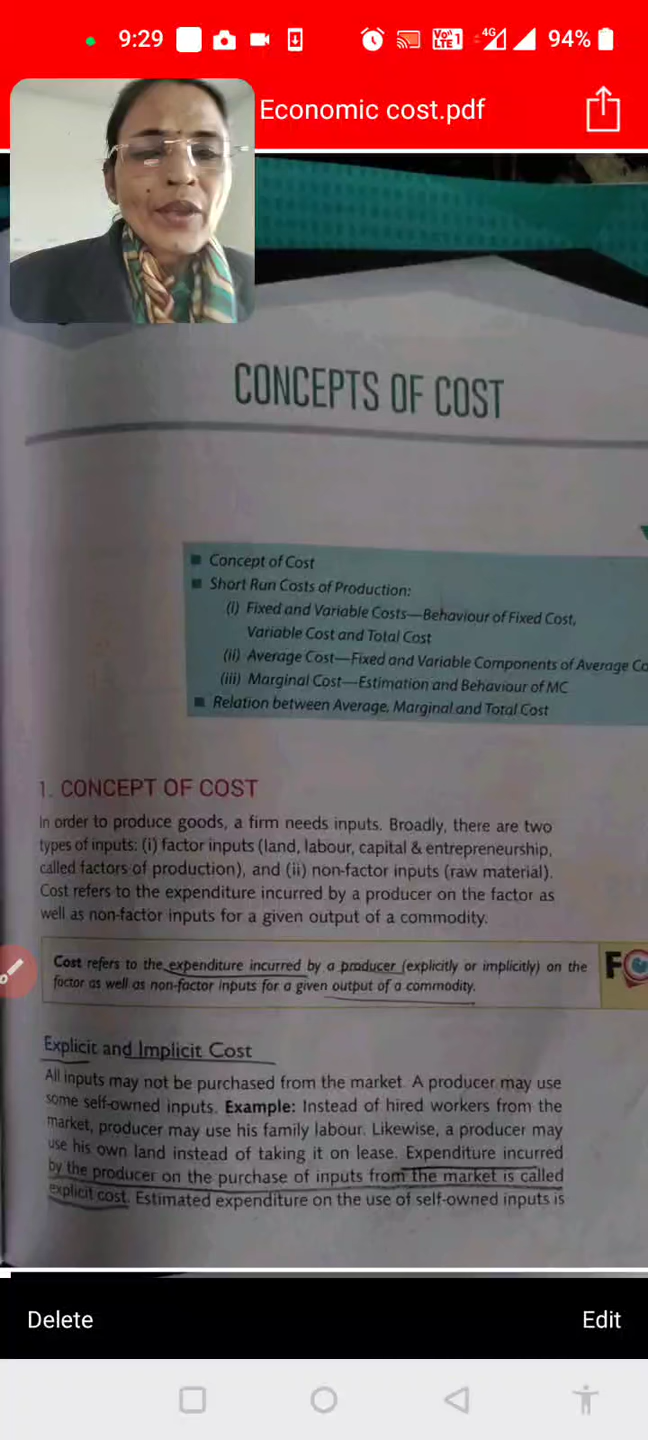 9:29
4G
Vo)) LTE 1
94%
Economic cost.pdf
CONCEPTS OF COST
■ Concept of Cost
■ Short Run Costs of Production:
(i) Fixed and Variable Costs—Behaviour of Fixed Cost,
Variable Cost and Total Cost
(ii) Average Cost—Fixed and Variable Components of Average Co
(iii) Marginal Cost—Estimation and Behaviour of MC
■ Relation between Average, Marginal and Total Cost
1. CONCEPT OF COST
In order to produce goods, a firm needs inputs. Broadly, there are two
types of inputs: (i) factor inputs (land, labour, capital & entrepreneurship,
called factors of production), and (ii) non-factor inputs (raw material).
Cost refers to the expenditure incurred by a producer on the factor as
well as non-factor inputs for a given output of a commodity.
Cost refers to the expenditure incurred by a producer (explicitly or implicitly) on the
factor as well as non-factor inputs for a given output of a commodity.
Explicit and Implicit Cost
All inputs may not be purchased from the market. A producer may use
some self-owned inputs. Example: Instead of hired workers from the
market, producer may use his family labour. Likewise, a producer may
use his own land instead of taking it on lease. Expenditure incurred
by the producer on the purchase of inputs from the market is called
explicit cost. Estimated expenditure on the use of self-owned inputs is
Delete
Edit